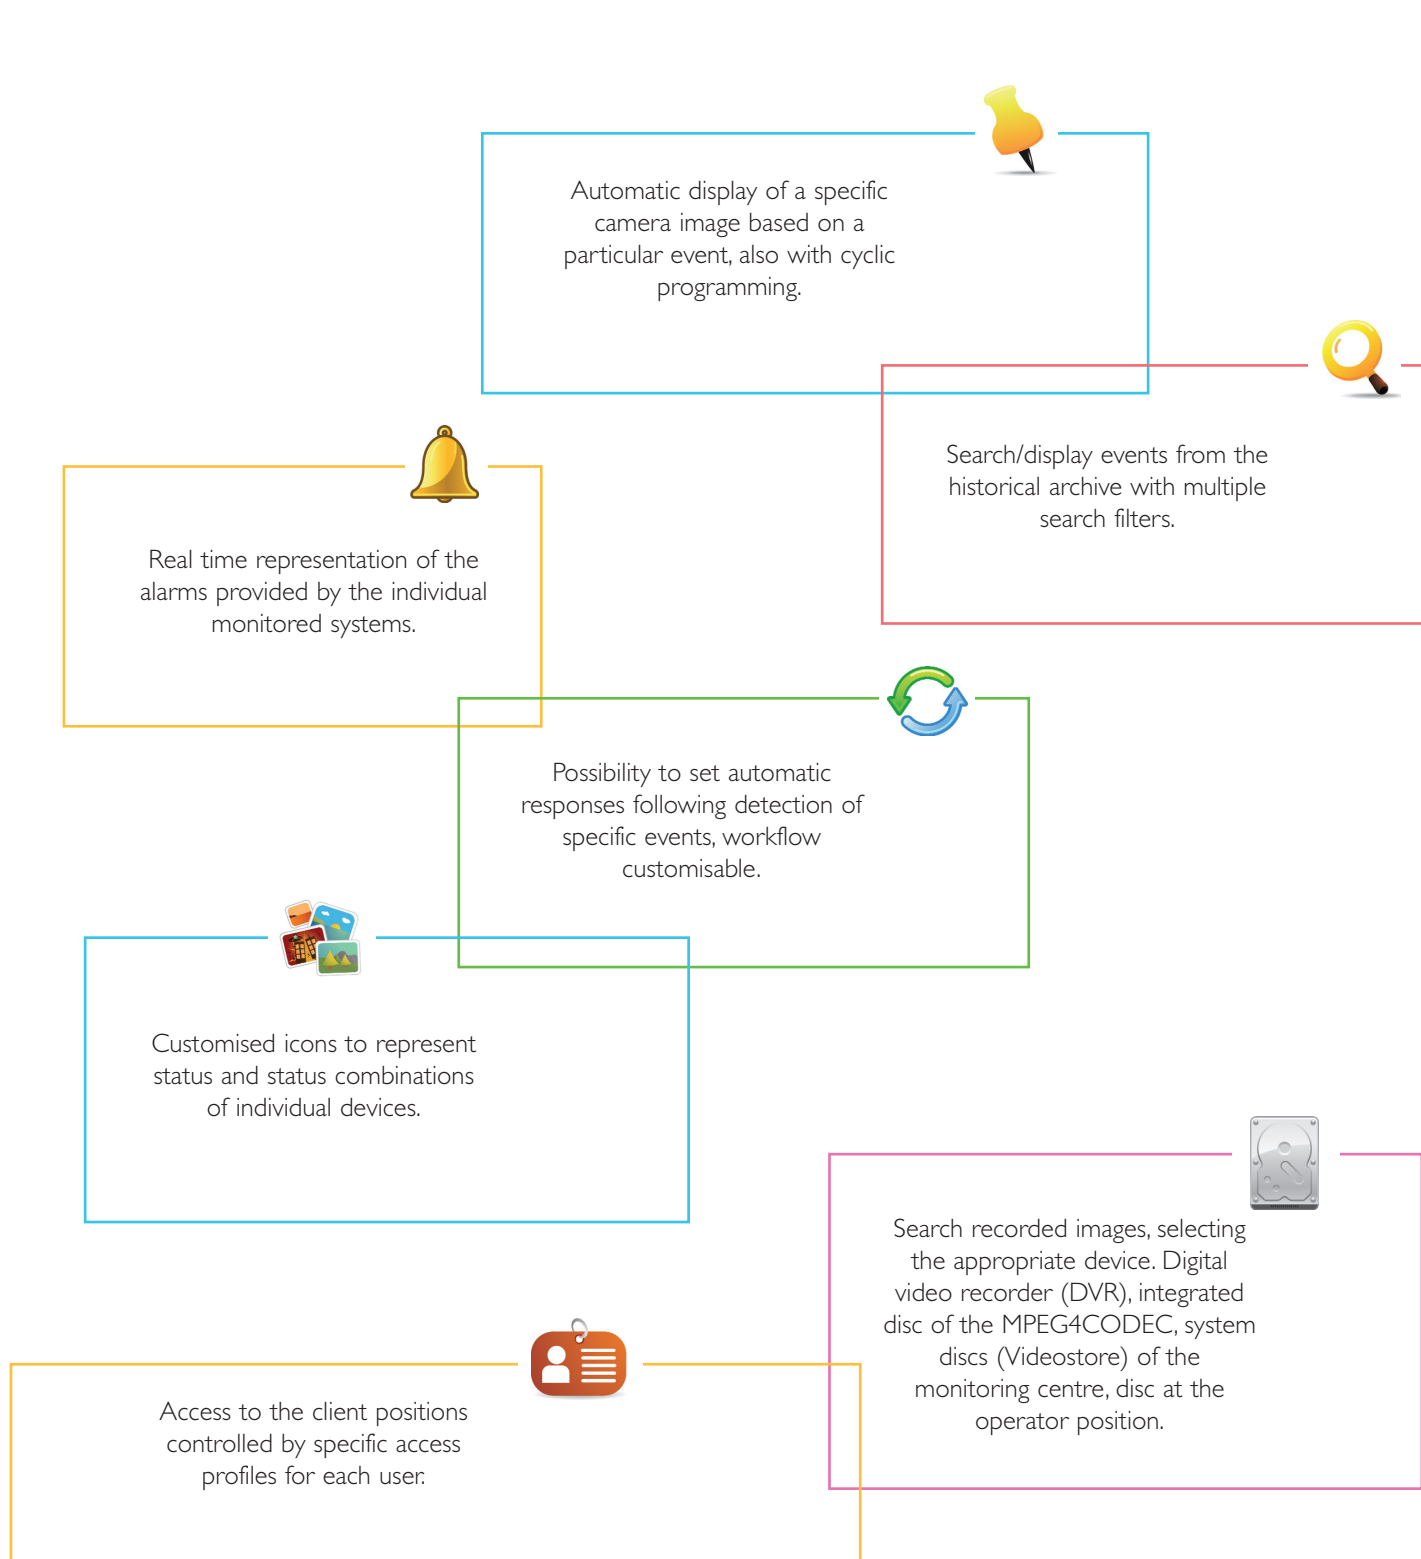 Automatic display of a specific
camera image based on a
particular event, also with cyclic
programming.
Search/display events from the
historical archive with multiple
search filters.
Real time representation of the
alarms provided by the individual
monitored systems.
Possibility to set automatic
responses following detection of
specific events, workflow
customisable.
Customised icons to represent
status and status combinations
of individual devices.
Search recorded images, selecting
the appropriate device. Digital
video recorder (DVR), integrated
disc of the MPEG4CODEC, system
discs (Videostore) of the
monitoring centre, disc at the
operator position.
Access to the client positions
controlled by specific access
profiles for each user.